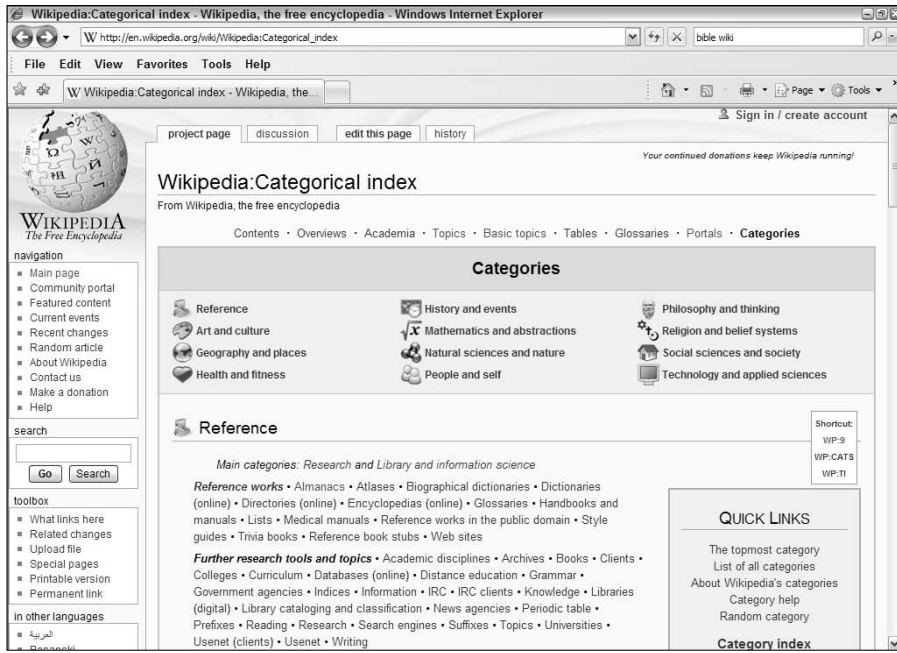 Wikipedia:Categorical index - Wikipedia, the free encyclopedia - Windows Internet Explorer
W http://en.wikipedia.org/wiki/Wikipedia:Categorical_index
bible wiki
File Edit View Favorites Tools Help
W Wikipedia:Categorical index - Wikipedia, the...
Page Tools
Sign in / create account
project page discussion edit this page history
Your continued donations keep Wikipedia running!
Wikipedia:Categorical index
From Wikipedia, the free encyclopedia
Contents · Overviews · Academia · Topics · Basic topics · Tables · Glossaries · Portals · Categories
WIKIPEDIA
The Free Encyclopedia
navigation
Main page
Community portal
Featured content
Current events
Recent changes
Random article
About Wikipedia
Contact us
Make a donation
Help
search
Go Search
toolbox
What links here
Related changes
Upload file
Special pages
Printable version
Permanent link
in other languages
العربية
Bosanski
Categories
Reference History and events Philosophy and thinking
Art and culture Mathematics and abstractions Religion and belief systems
Geography and places Natural sciences and nature Social sciences and society
Health and fitness People and self Technology and applied sciences
Reference
Shortcut:
WP:9
WP:CATS
WP:TI
Main categories: Research and Library and information science
Reference works • Almanacs • Atlases • Biographical dictionaries • Dictionaries
(online) • Directories (online) • Encyclopedias (online) • Glossaries • Handbooks and
manuals • Lists • Medical manuals • Reference works in the public domain • Style
guides • Trivia books • Reference book stubs • Web sites
Further research tools and topics • Academic disciplines • Archives • Books • Clients •
Colleges • Curriculum • Databases (online) • Distance education • Grammar •
Government agencies • Indices • Information • IRC • IRC clients • Knowledge • Libraries
(digital) • Library cataloging and classification • News agencies • Periodic table •
Prefixes • Reading • Research • Search engines • Suffixes • Topics • Universities •
Usenet (clients) • Usenet • Writing
QUICK LINKS
The topmost category
List of all categories
About Wikipedia's categories
Category help
Random category
Category index